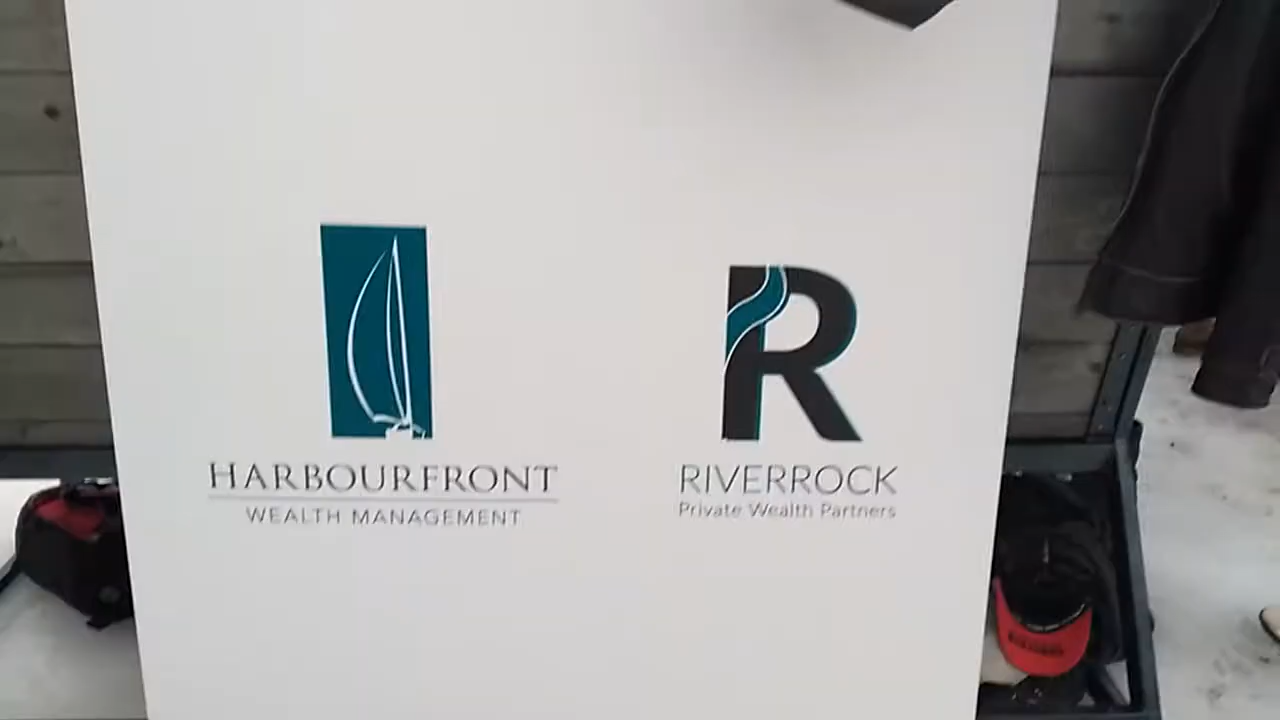 HARBOURFRONT
WEALTH MANAGEMENT
R
RIVERROCK
Private Wealth Partners